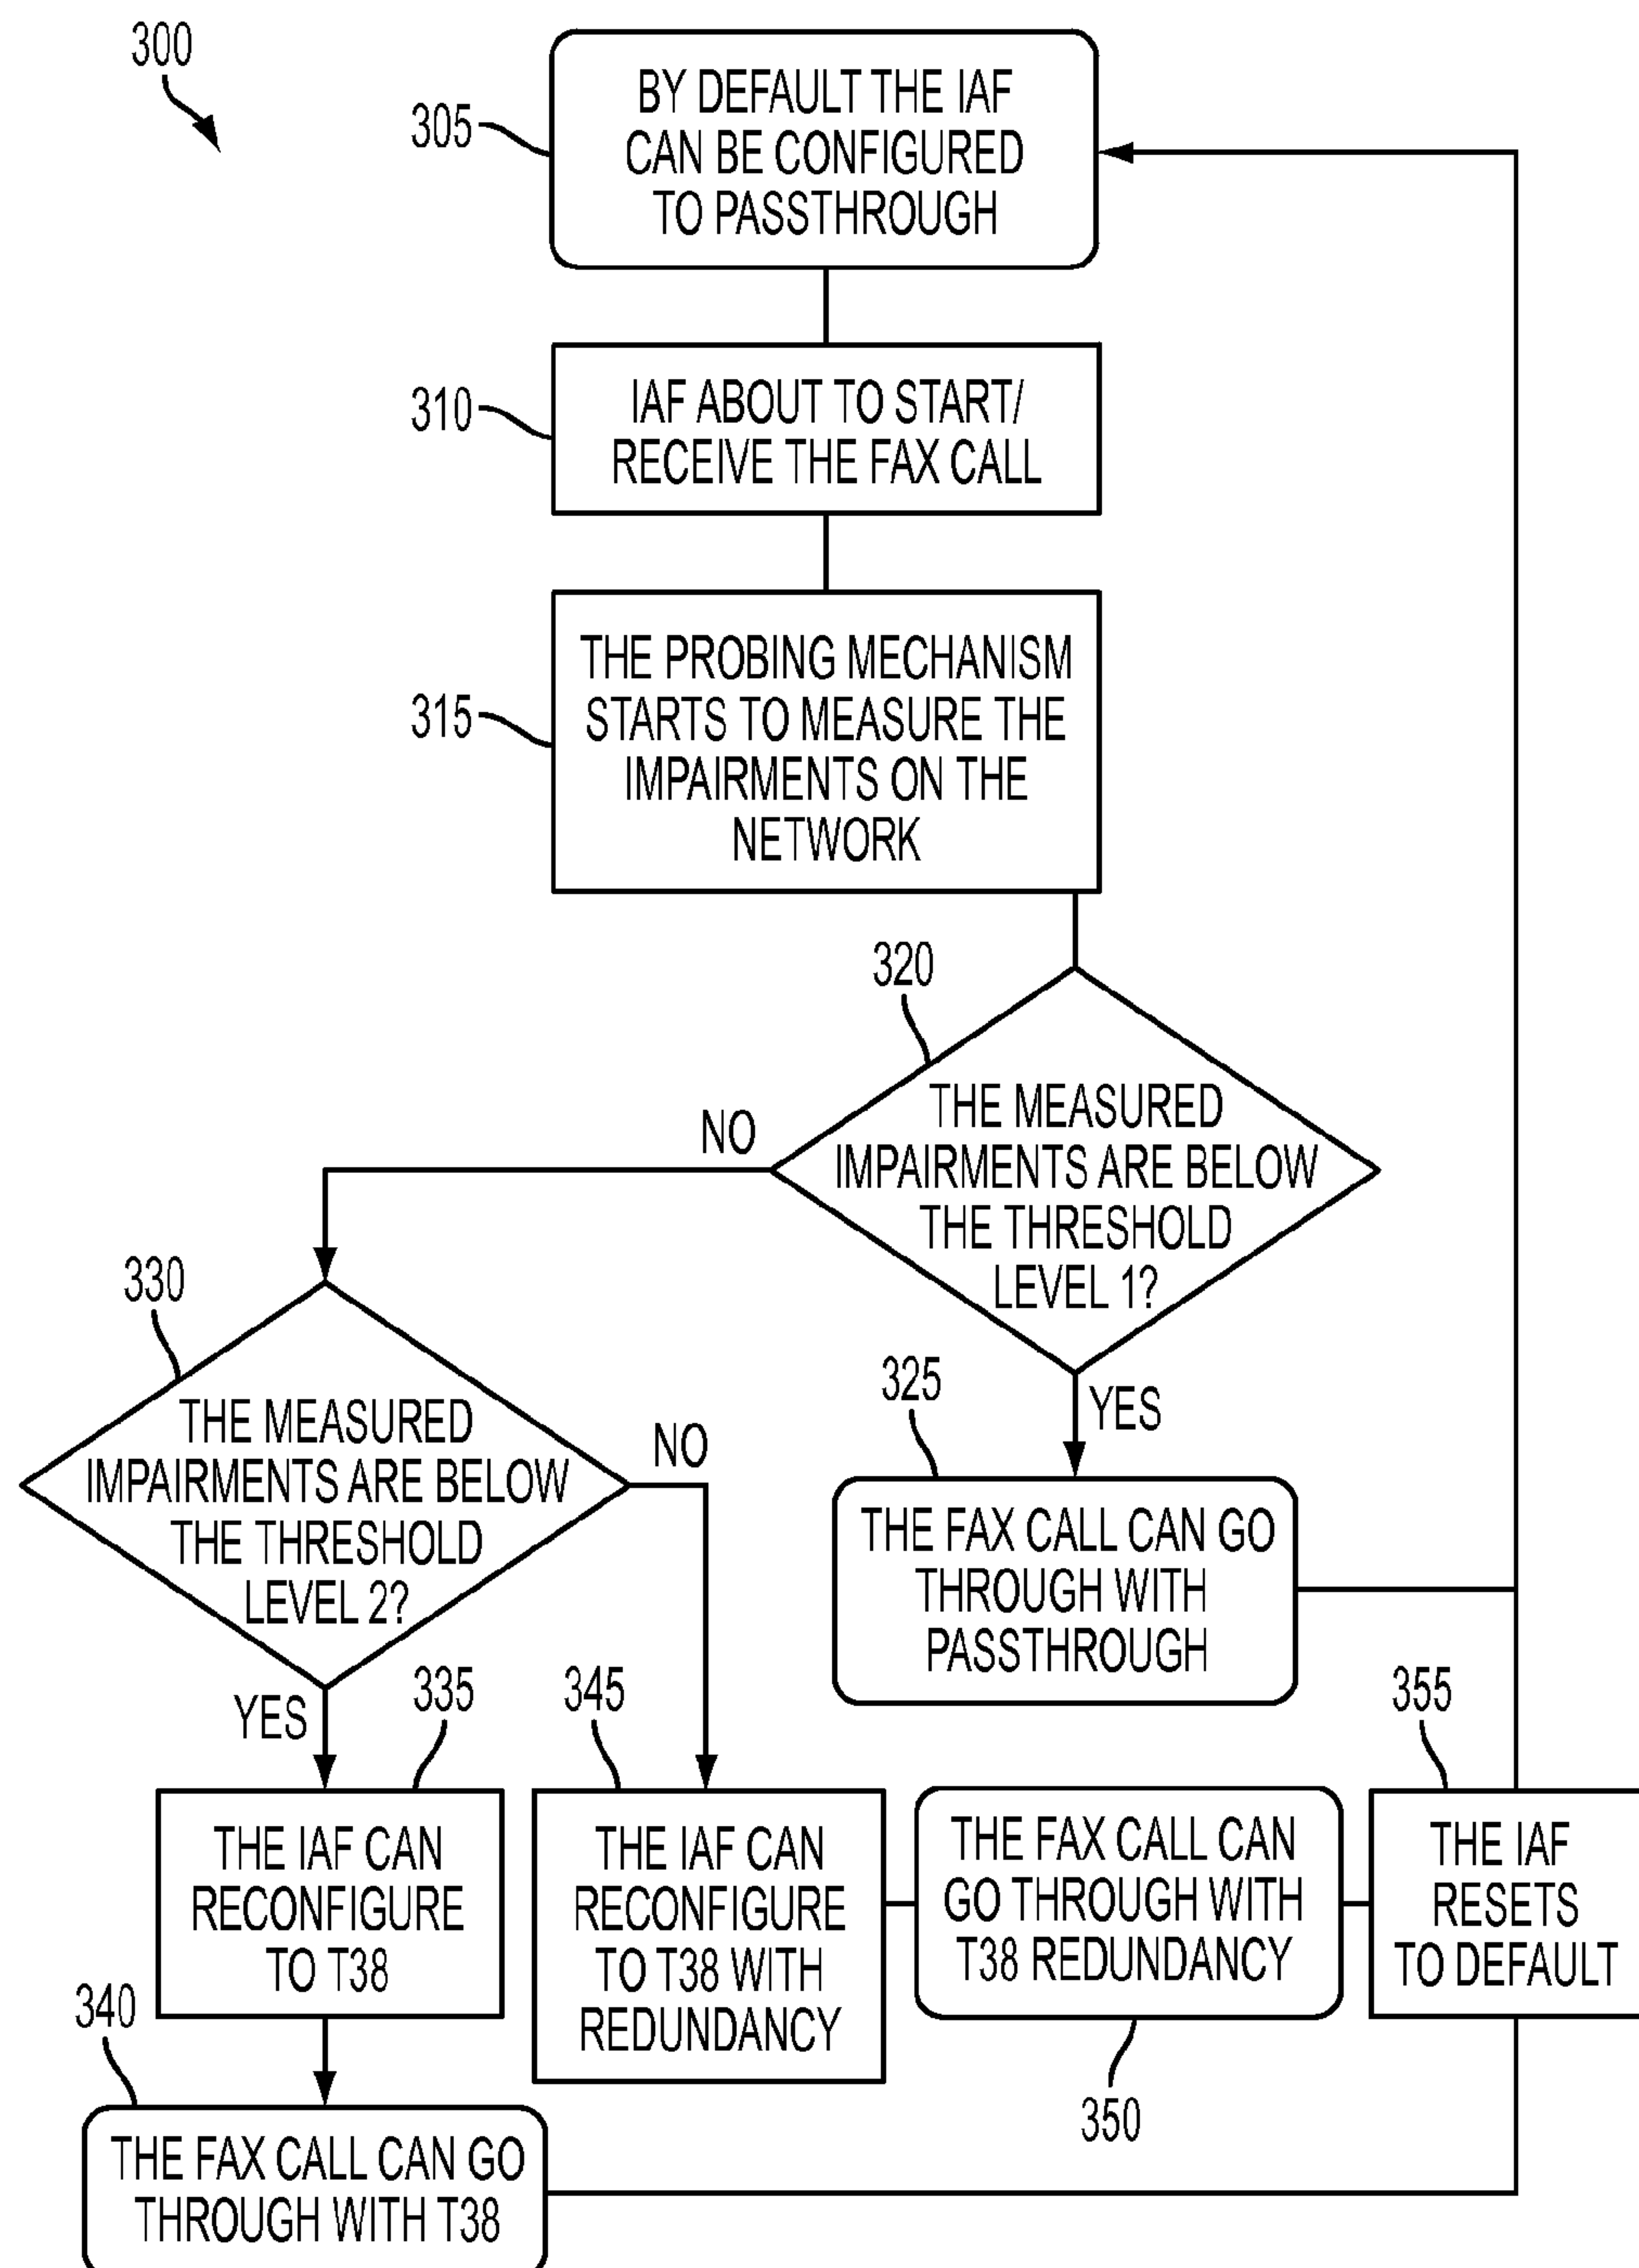 300
305
BY DEFAULT THE IAF
CAN BE CONFIGURED
TO PASSTHROUGH
310
IAF ABOUT TO START/
RECEIVE THE FAX CALL
315
THE PROBING MECHANISM
STARTS TO MEASURE THE
IMPAIRMENTS ON THE
NETWORK
320
THE MEASURED
IMPAIRMENTS ARE BELOW
THE THRESHOLD
LEVEL 1?
NO
YES
325
THE FAX CALL CAN GO
THROUGH WITH
PASSTHROUGH
330
THE MEASURED
IMPAIRMENTS ARE BELOW
THE THRESHOLD
LEVEL 2?
NO
YES
335
THE IAF CAN
RECONFIGURE
TO T38
340
THE FAX CALL CAN GO
THROUGH WITH T38
345
THE IAF CAN
RECONFIGURE
TO T38 WITH
REDUNDANCY
THE FAX CALL CAN
GO THROUGH WITH
T38 REDUNDANCY
350
355
THE IAF
RESETS
TO DEFAULT